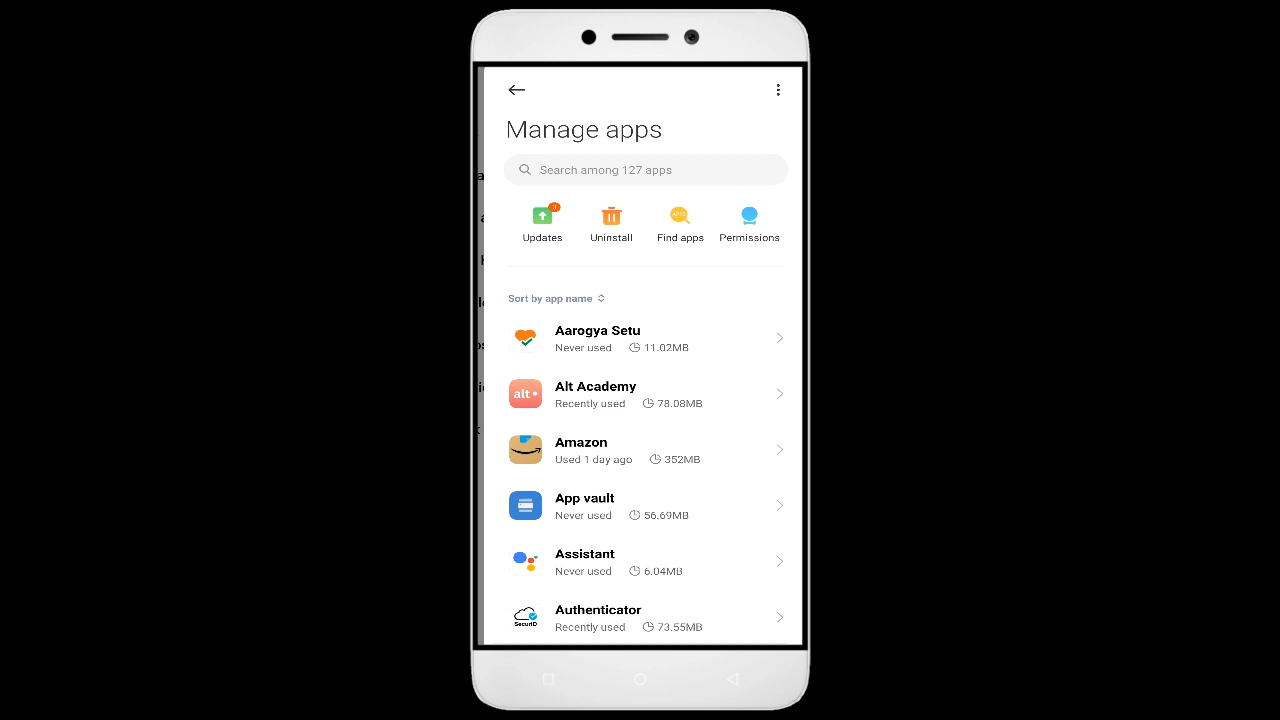 Manage apps
Search among 127 apps
Updates Uninstall Find apps Permissions
Sort by app name
Aarogya Setu
Never used 11.02MB
alt
Alt Academy
Recently used 78.08MB
Amazon
Used 1 day ago 352MB
App vault
Never used 56.69MB
Assistant
Never used 6.04MB
SecurID
Authenticator
Recently used 73.55MB